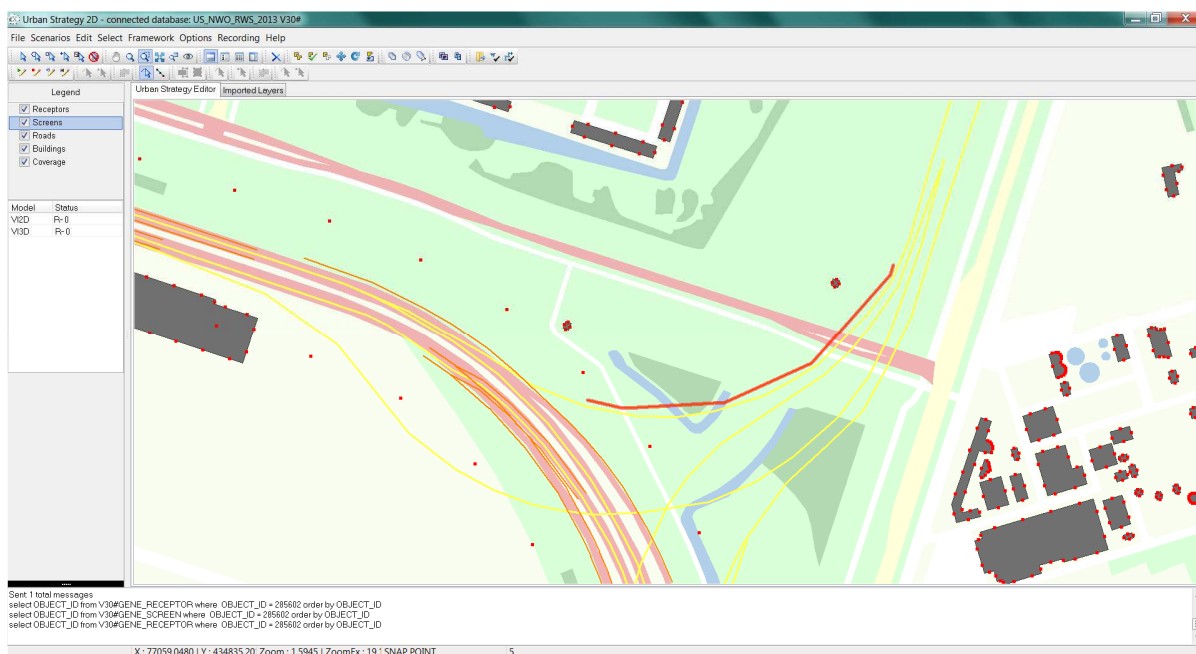 Urban Strategy 2D - connected database: US_NWO_RWS_2013 V30#
File Scenarios Edit Select Framework Options Recording Help
Legend
Urban Strategy Editor Imported Layers
Receptors
Screens
Roads
Buildings
Coverage
Model Status
VI2D R- 0
VI3D R- 0
Sent 1 total messages
select OBJECT_ID from V30#GENE_RECEPTOR where OBJECT_ID = 285602 order by OBJECT_ID
select OBJECT_ID from V30#GENE_SCREEN where OBJECT_ID = 285602 order by OBJECT_ID
select OBJECT_ID from V30#GENE_RECEPTOR where OBJECT_ID = 285602 order by OBJECT_ID
X : 77059.0480 | Y : 434835.20 Zoom : 1.5945 | ZoomFx : 19.1 SNAP POINT 5